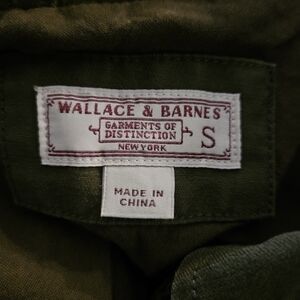 WALLACE & BARNES
GARMENTS OF
DISTINCTION
S
NEW YORK
MADE IN
CHINA